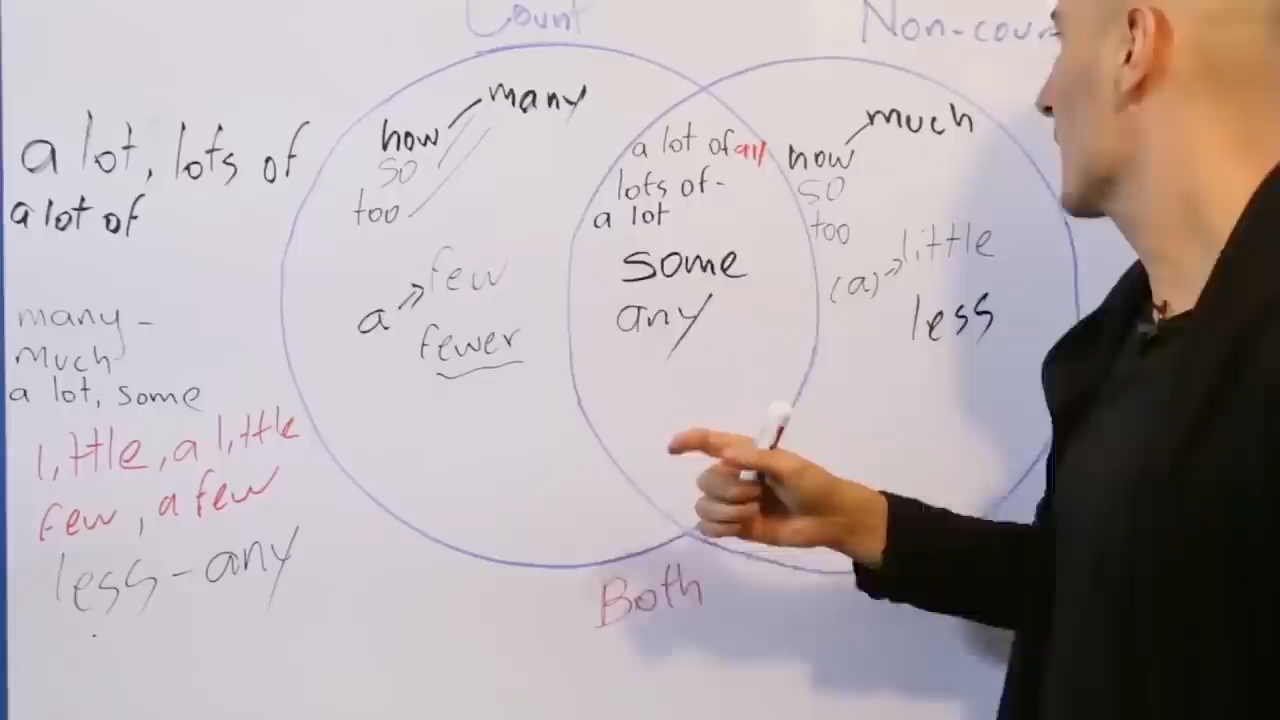 Count
Non-cour
a lot, lots of
a lot of
many -
much
a lot, some
little, a little
few, a few
less - any
many
how
so
too
a few
fewer
a lot of all
lots of -
a lot
some
any
much
how
so
too
(a) little
less
Both